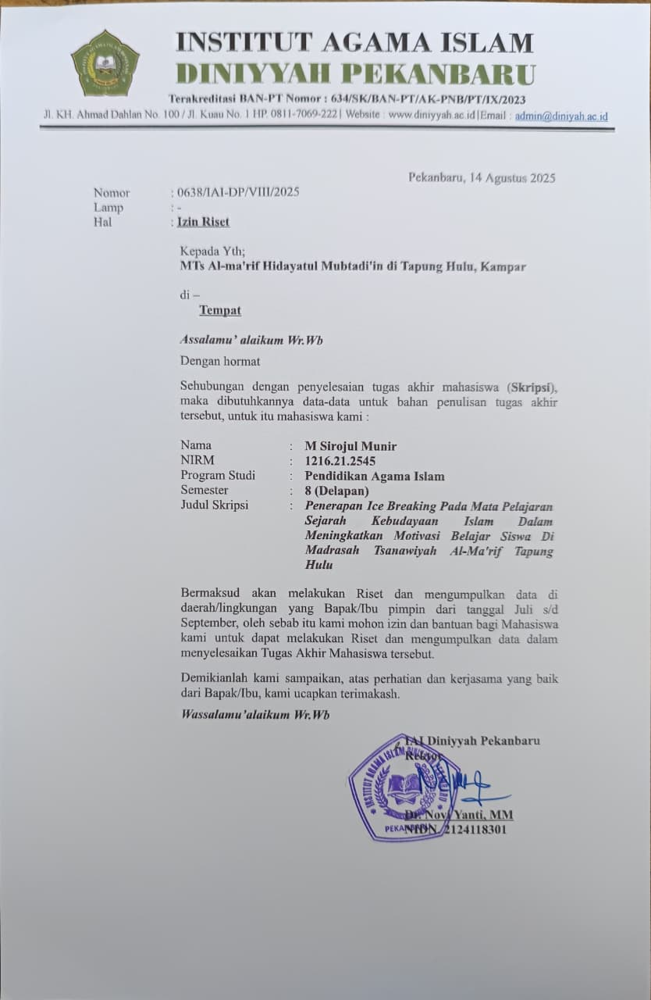 INSTITUT AGAMA ISLAM
DINIYYAH PEKANBARU
Terakreditasi BAN-PT Nomor : 634/SK/BAN-PT/AK-PNB/PT/IX/2023
Jl. KH. Ahmad Dahlan No. 100 / Jl. Kuau No. 1 HP. 0811-7069-222| Website : www.diniyyah.ac.id|Email : admin@diniyah.ac.id
Pekanbaru, 14 Agustus 2025
Nomor : 0638/IAI-DP/VIII/2025
Lamp : -
Hal : Izin Riset
Kepada Yth;
MTs Al-ma'rif Hidayatul Mubtadi'in di Tapung Hulu, Kampar
di –
Tempat
Assalamu’ alaikum Wr.Wb
Dengan hormat
Sehubungan dengan penyelesaian tugas akhir mahasiswa (Skripsi),
maka dibutuhkannya data-data untuk bahan penulisan tugas akhir
tersebut, untuk itu mahasiswa kami :
Nama : M Sirojul Munir
NIRM : 1216.21.2545
Program Studi : Pendidikan Agama Islam
Semester : 8 (Delapan)
Judul Skripsi : Penerapan Ice Breaking Pada Mata Pelajaran
Sejarah Kebudayaan Islam Dalam
Meningkatkan Motivasi Belajar Siswa Di
Madrasah Tsanawiyah Al-Ma'rif Tapung
Hulu
Bermaksud akan melakukan Riset dan mengumpulkan data di
daerah/lingkungan yang Bapak/Ibu pimpin dari tanggal Juli s/d
September, oleh sebab itu kami mohon izin dan bantuan bagi Mahasiswa
kami untuk dapat melakukan Riset dan mengumpulkan data dalam
menyelesaikan Tugas Akhir Mahasiswa tersebut.
Demikianlah kami sampaikan, atas perhatian dan kerjasama yang baik
dari Bapak/Ibu, kami ucapkan terimakash.
Wassalamu’alaikum Wr.Wb
IAI Diniyyah Pekanbaru
Rektor
INSTITUT AGAMA ISLAM DINIYYAH PEKANBARU
Dr. Novi Yanti, MM
PEKANBARU
NIDN. 2124118301